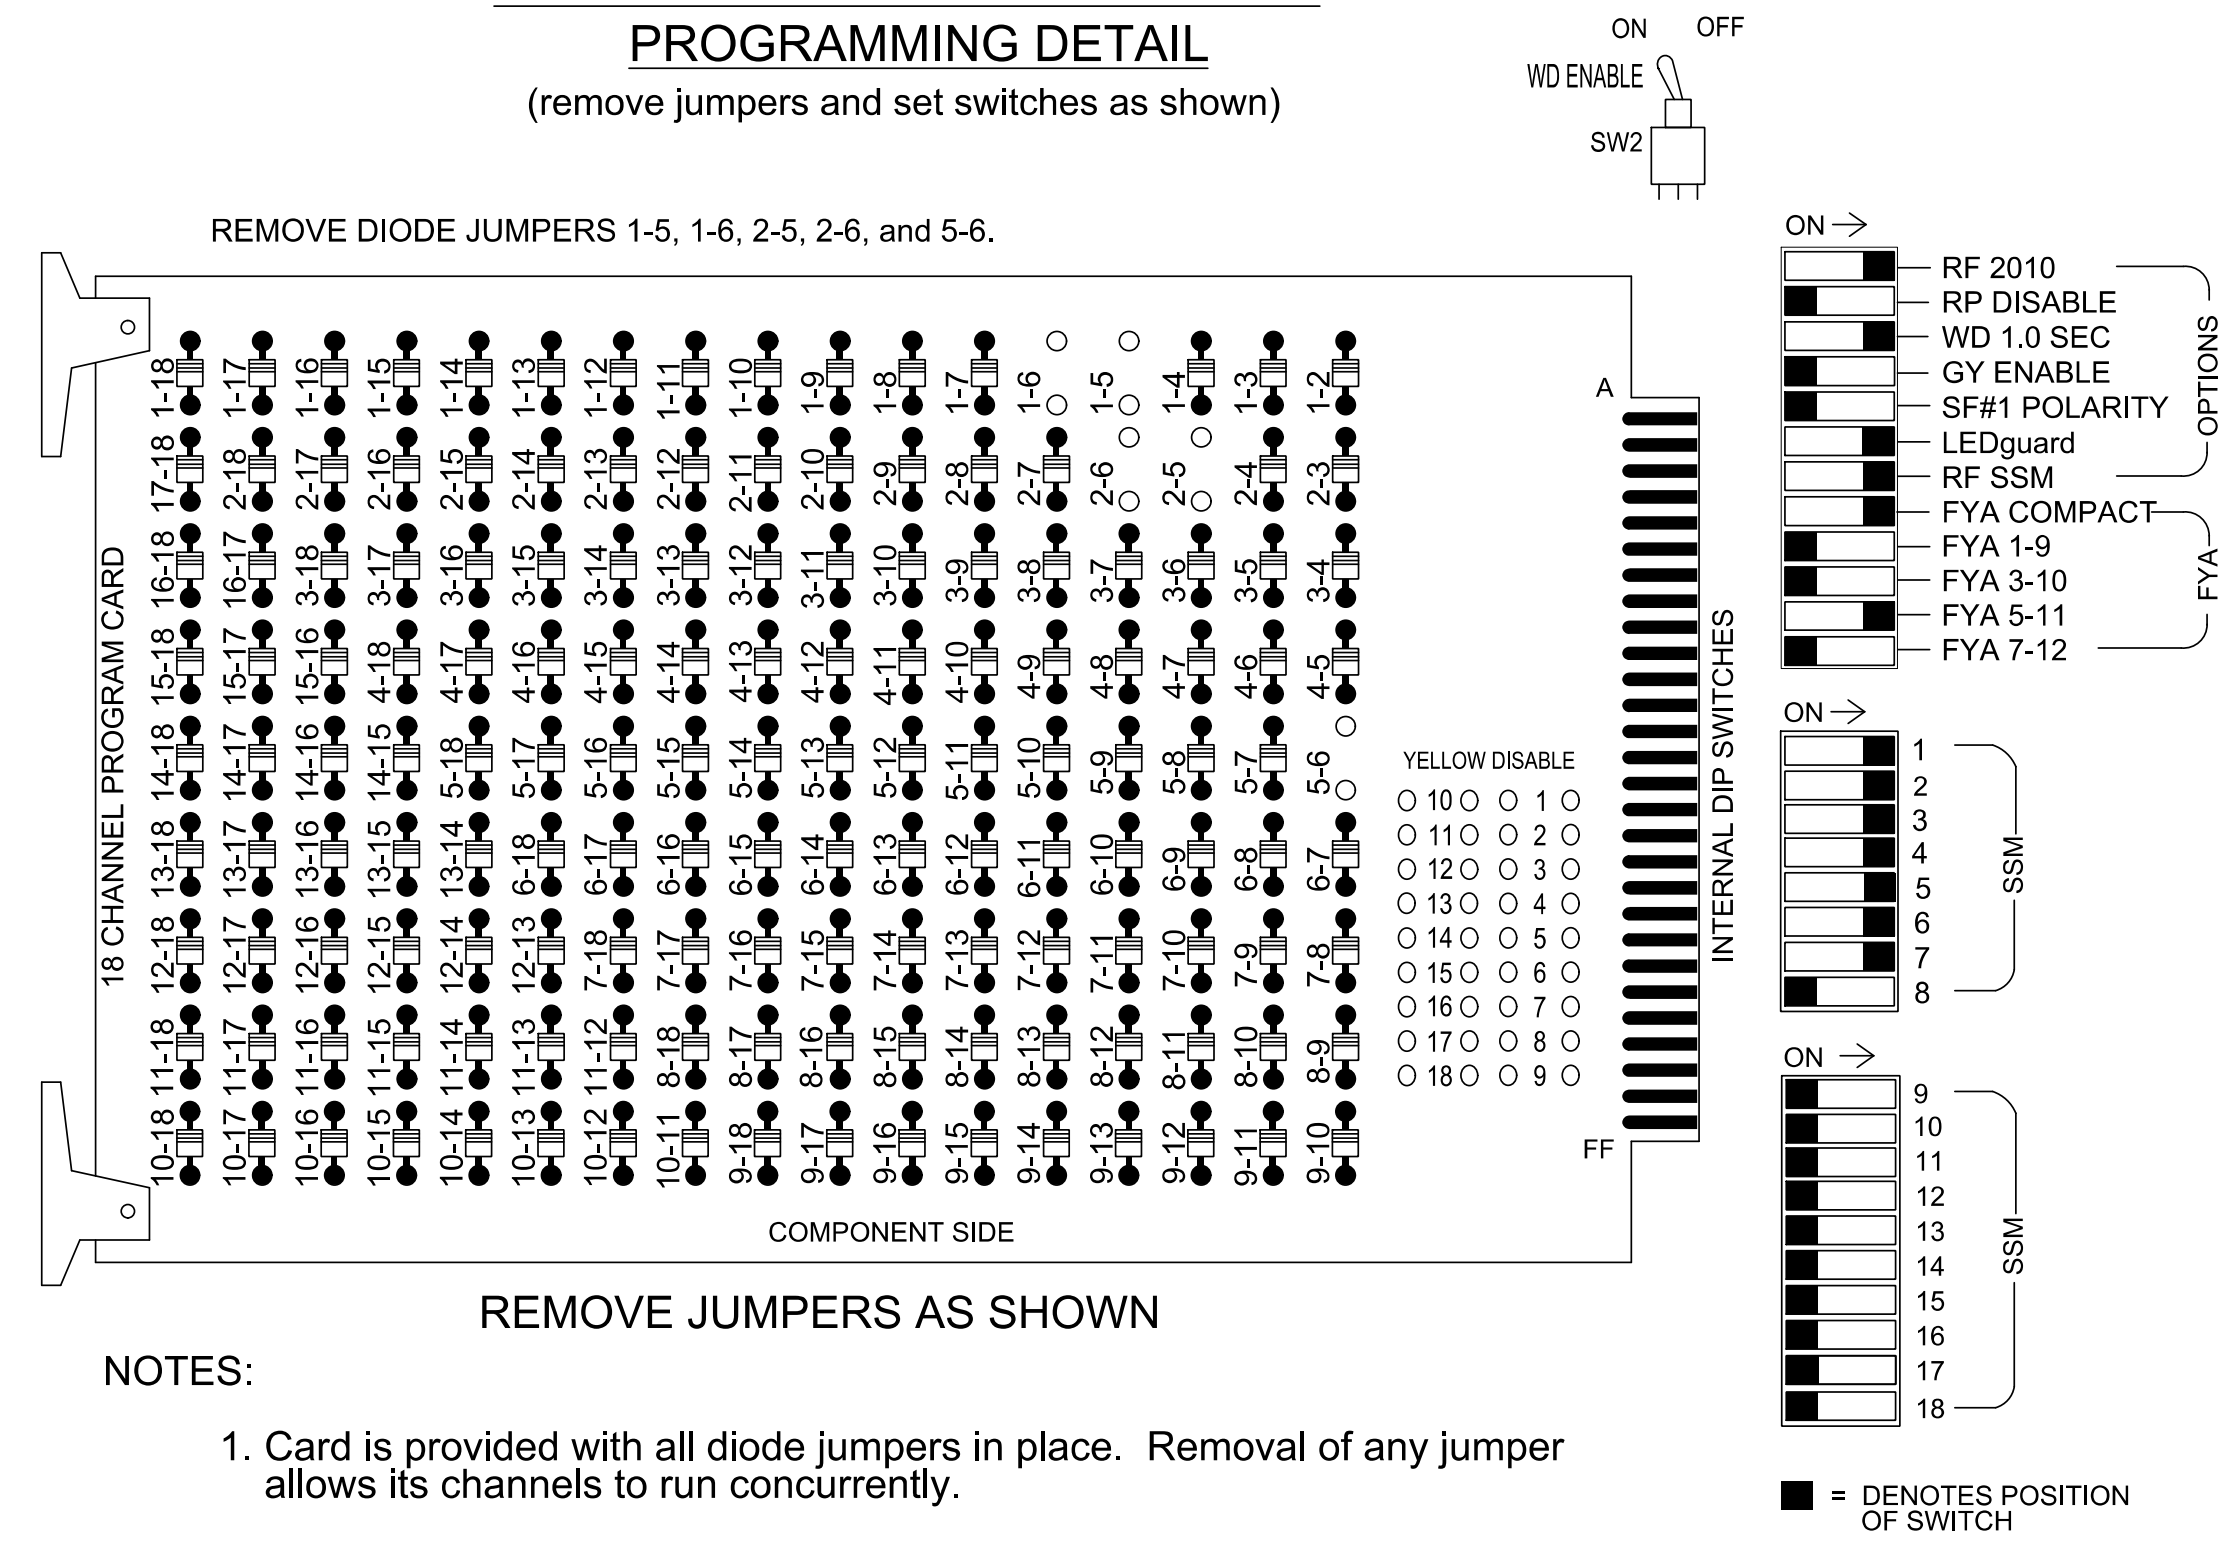 PROGRAMMING DETAIL
(remove jumpers and set switches as shown)
ON OFF
WD ENABLE
SW2
REMOVE DIODE JUMPERS 1-5, 1-6, 2-5, 2-6, and 5-6.
18 CHANNEL PROGRAM CARD
1-18 1-17 1-16 1-15 1-14 1-13 1-12 1-11 1-10 1-9 1-8 1-7 1-6 1-5 1-4 1-3 1-2
17-18 2-18 2-17 2-16 2-15 2-14 2-13 2-12 2-11 2-10 2-9 2-8 2-7 2-6 2-5 2-4 2-3
16-18 16-17 3-18 3-17 3-16 3-15 3-14 3-13 3-12 3-11 3-10 3-9 3-8 3-7 3-6 3-5 3-4
15-18 15-17 15-16 4-18 4-17 4-16 4-15 4-14 4-13 4-12 4-11 4-10 4-9 4-8 4-7 4-6 4-5
14-18 14-17 14-16 14-15 5-18 5-17 5-16 5-15 5-14 5-13 5-12 5-11 5-10 5-9 5-8 5-7 5-6
13-18 13-17 13-16 13-15 13-14 6-18 6-17 6-16 6-15 6-14 6-13 6-12 6-11 6-10 6-9 6-8 6-7
12-18 12-17 12-16 12-15 12-14 12-13 7-18 7-17 7-16 7-15 7-14 7-13 7-12 7-11 7-10 7-9 7-8
11-18 11-17 11-16 11-15 11-14 11-13 11-12 8-18 8-17 8-16 8-15 8-14 8-13 8-12 8-11 8-10 8-9
10-18 10-17 10-16 10-15 10-14 10-13 10-12 10-11 9-18 9-17 9-16 9-15 9-14 9-13 9-12 9-11 9-10
YELLOW DISABLE
10 1
11 2
12 3
13 4
14 5
15 6
16 7
17 8
18 9
A
FF
COMPONENT SIDE
INTERNAL DIP SWITCHES
ON
RF 2010
RP DISABLE
WD 1.0 SEC
GY ENABLE
SF#1 POLARITY
LEDguard
RF SSM
OPTIONS
FYA COMPACT
FYA 1-9
FYA 3-10
FYA 5-11
FYA 7-12
FYA
ON
1
2
3
4
5
6
7
8
SSM
ON
9
10
11
12
13
14
15
16
17
18
SSM
= DENOTES POSITION
OF SWITCH
REMOVE JUMPERS AS SHOWN
NOTES:
1. Card is provided with all diode jumpers in place. Removal of any jumper
allows its channels to run concurrently.